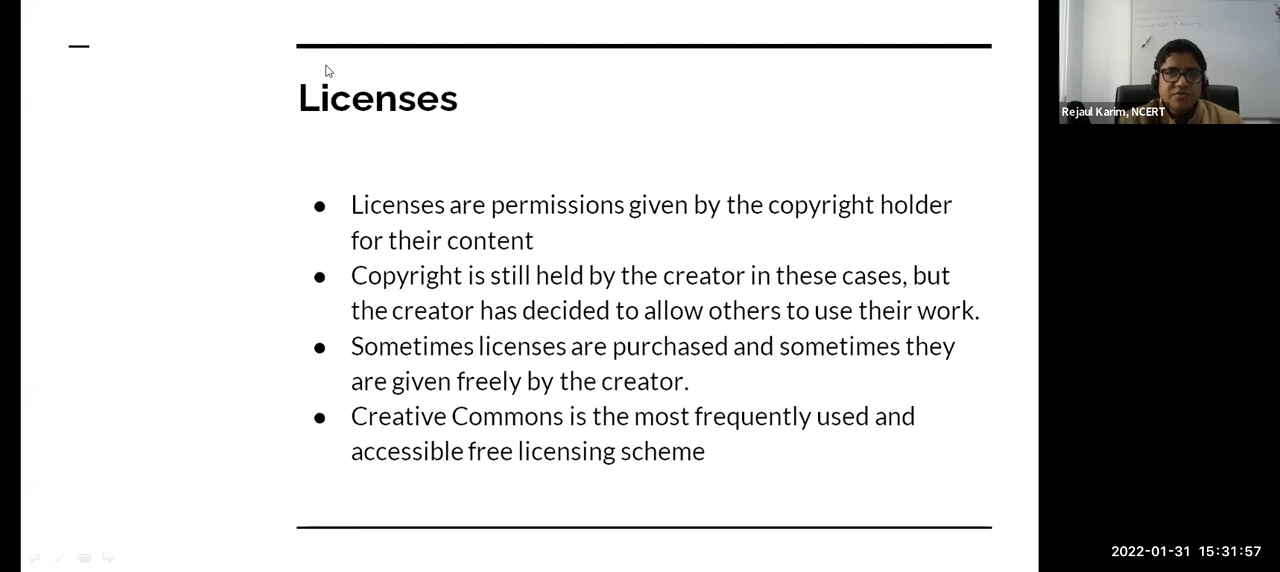 Licenses
● Licenses are permissions given by the copyright holder
for their content
● Copyright is still held by the creator in these cases, but
the creator has decided to allow others to use their work.
● Sometimes licenses are purchased and sometimes they
are given freely by the creator.
● Creative Commons is the most frequently used and
accessible free licensing scheme
Rejaul Karim, NCERT
2022-01-31 15:31:57